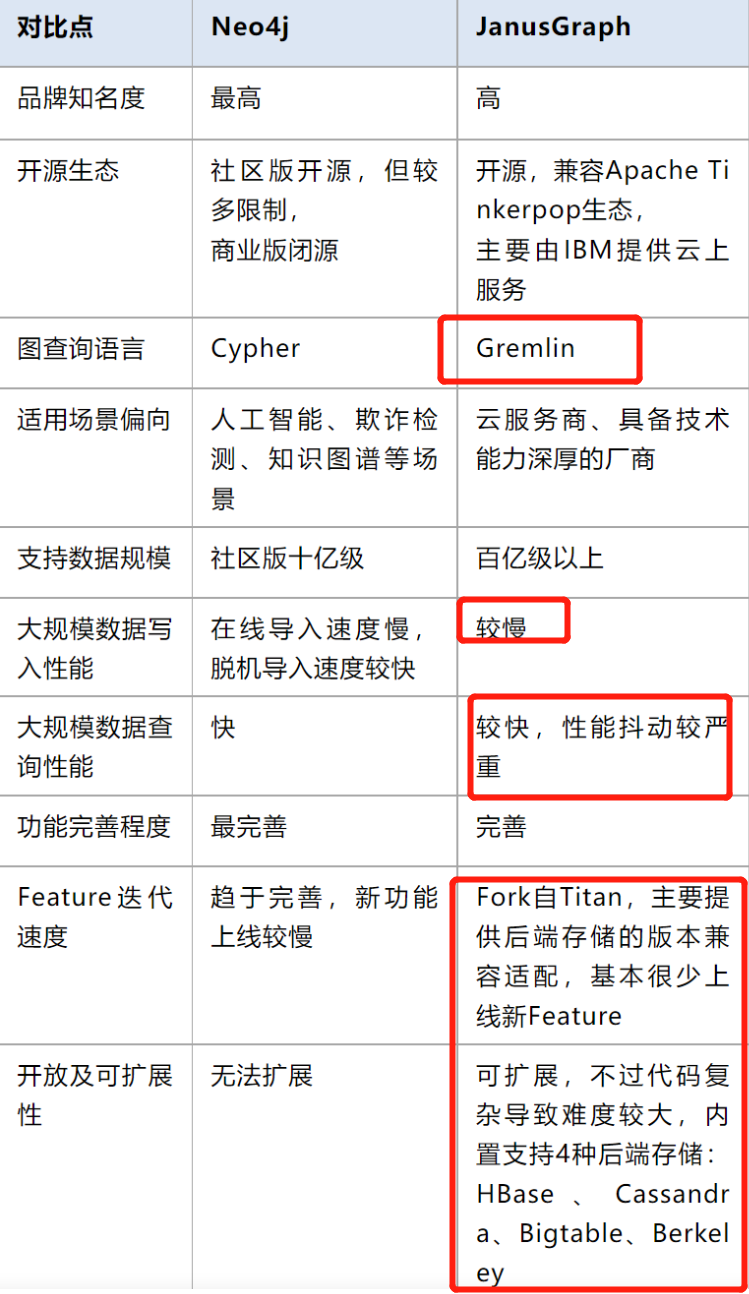 对比点
Neo4j
JanusGraph
品牌知名度
最高
高
开源生态
社区版开源，但较
多限制，
商业版闭源
开源，兼容Apache Ti
nkerpop生态，
主要由IBM提供云上
服务
图查询语言
Cypher
Gremlin
适用场景偏向
人工智能、欺诈检
测、知识图谱等场
景
云服务商、具备技术
能力深厚的厂商
支持数据规模
社区版十亿级
百亿级以上
大规模数据写
入性能
在线导入速度慢，
脱机导入速度较快
较慢
大规模数据查
询性能
快
较快，性能抖动较严
重
功能完善程度
最完善
完善
Feature迭代
速度
趋于完善，新功能
上线较慢
Fork自Titan，主要提
供后端存储的版本兼
容适配，基本很少上
线新Feature
开放及可扩展
性
无法扩展
可扩展，不过代码复
杂导致难度较大，内
置支持4种后端存储：
HBase、Cassandr
a、Bigtable、Berkel
ey